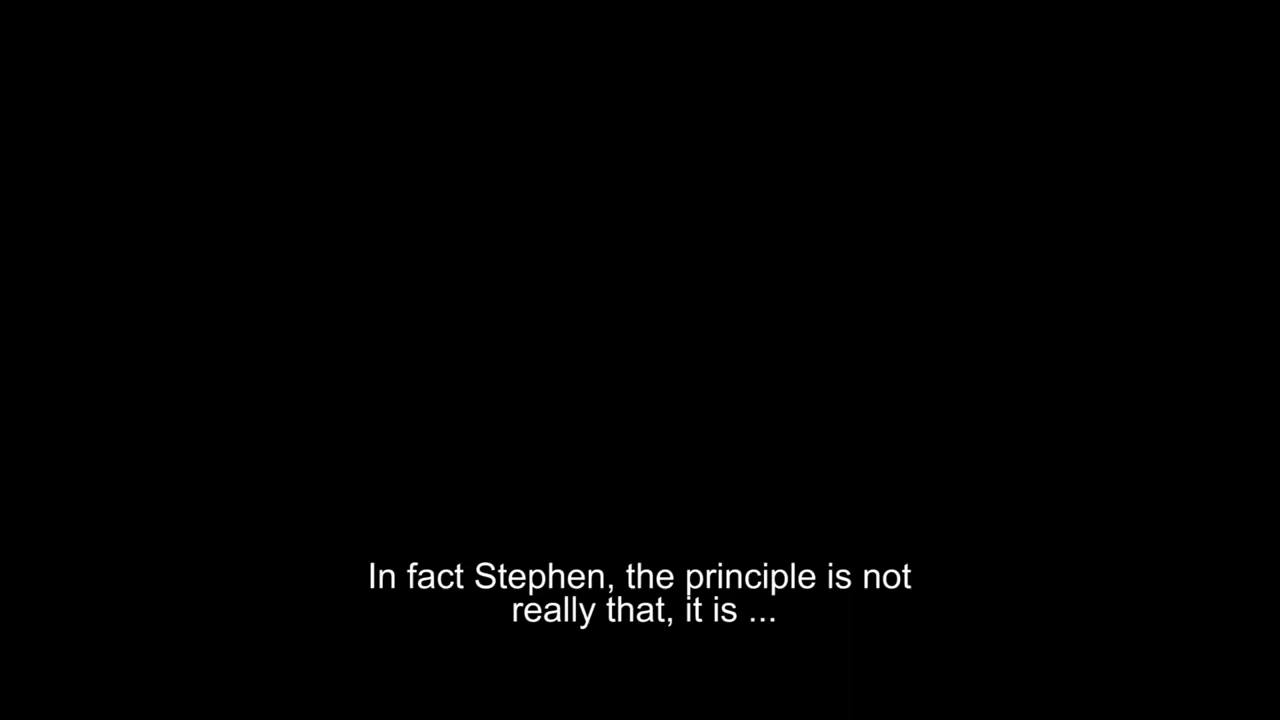 In fact Stephen, the principle is not
really that, it is ...